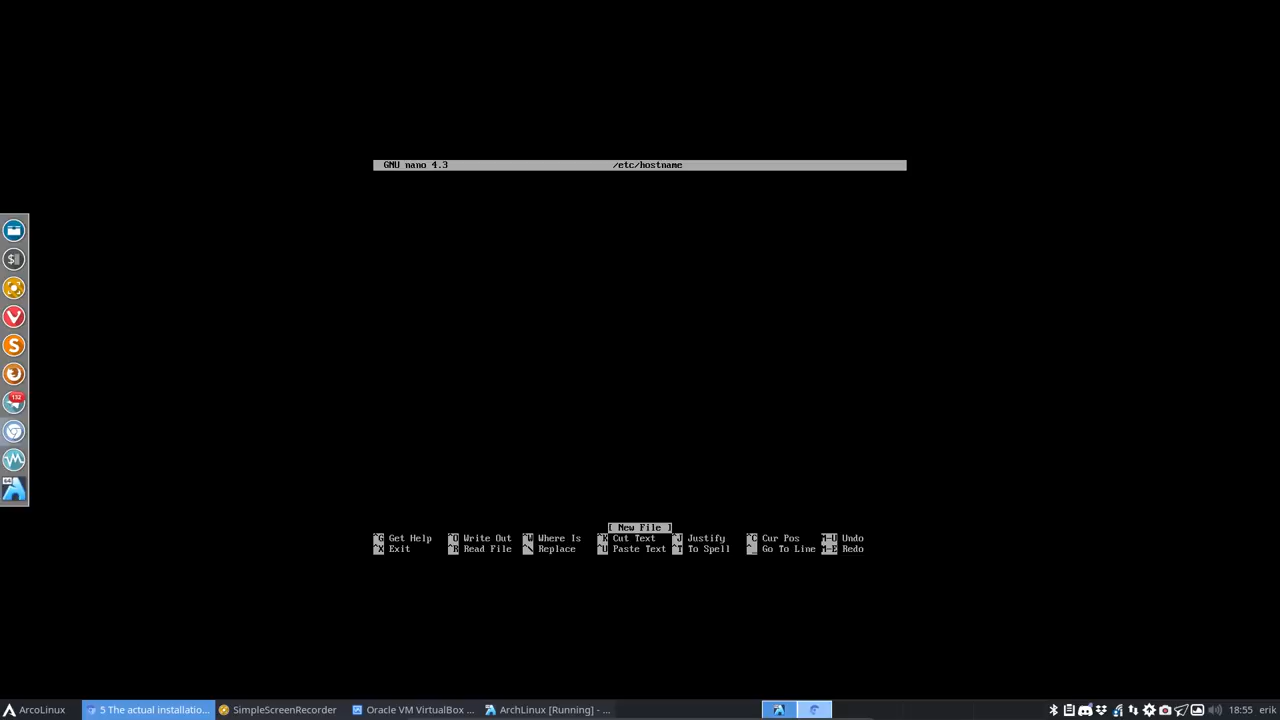 GNU nano 4.3 /etc/hostname
132
$
S
64
[ New File ]
^G Get Help ^O Write Out ^W Where Is ^K Cut Text ^J Justify ^C Cur Pos M-U Undo
^X Exit ^R Read File ^\ Replace ^U Paste Text ^T To Spell ^_ Go To Line M-E Redo
ArcoLinux 5 The actual installatio... SimpleScreenRecorder Oracle VM VirtualBox ... ArchLinux [Running] - ... 18:55 erik